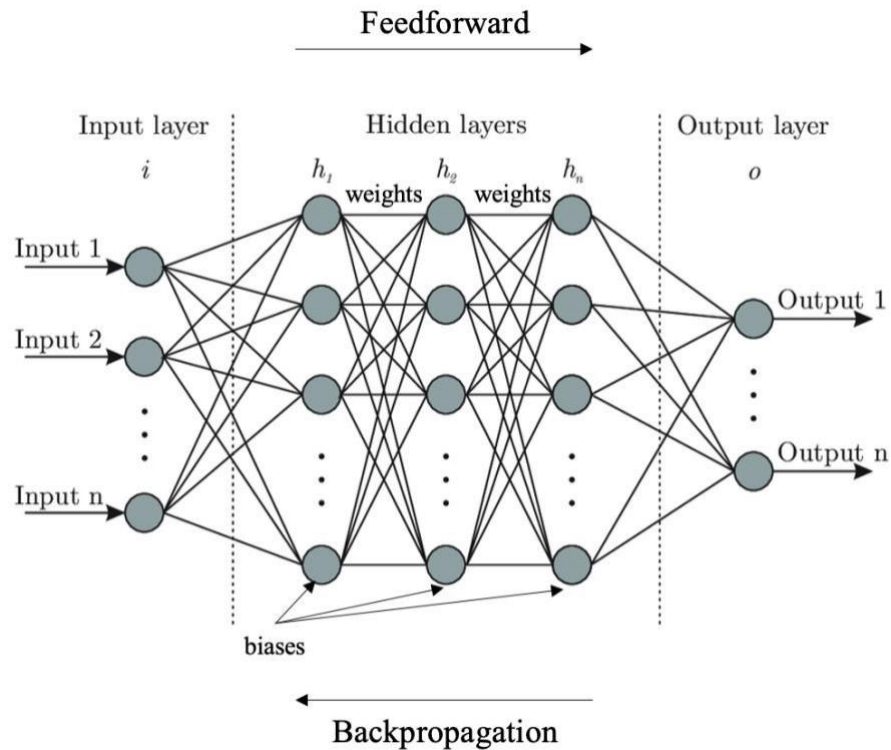 Feedforward
Input layer
Hidden layers
Output layer
i
h₁
h₂
hₙ
o
weights
weights
Input 1
Input 2
Input n
Output 1
Output n
biases
Backpropagation